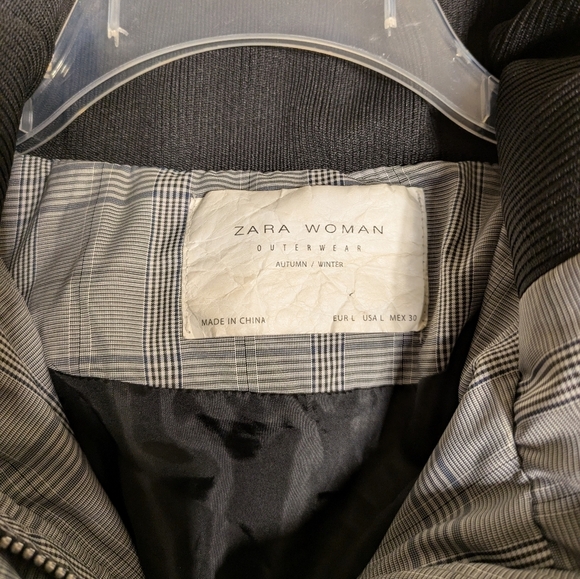 ZARA WOMAN
OUTERWEAR
AUTUMN / WINTER
MADE IN CHINA EUR L USA L MEX 30